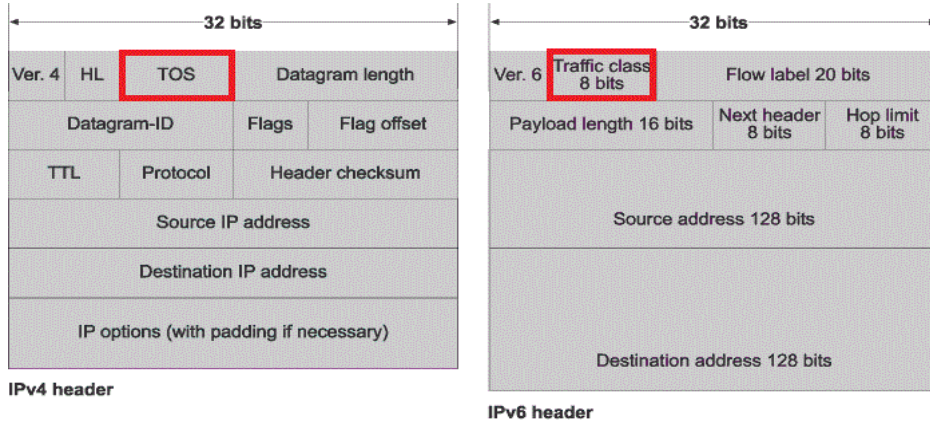 32 bits
Ver. 4 HL TOS Datagram length
Datagram-ID Flags Flag offset
TTL Protocol Header checksum
Source IP address
Destination IP address
IP options (with padding if necessary)
IPv4 header
32 bits
Ver. 6 Traffic class 8 bits Flow label 20 bits
Payload length 16 bits Next header 8 bits Hop limit 8 bits
Source address 128 bits
Destination address 128 bits
IPv6 header